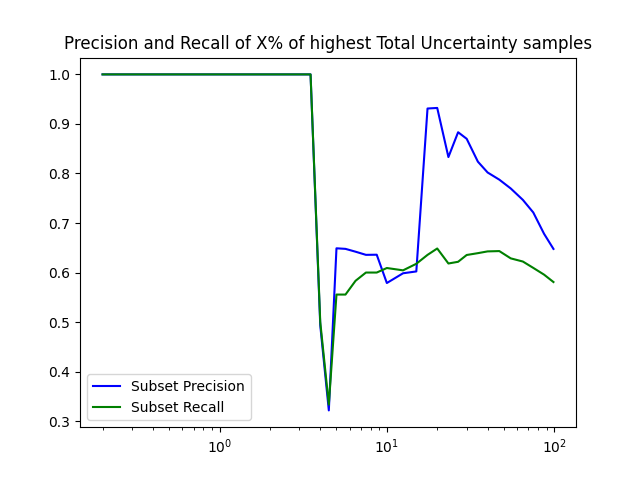 Precision and Recall of X% of highest Total Uncertainty samples
1.0
0.9
0.8
0.7
0.6
0.5
0.4
0.3
Subset Precision
Subset Recall
10⁰ 10¹ 10²